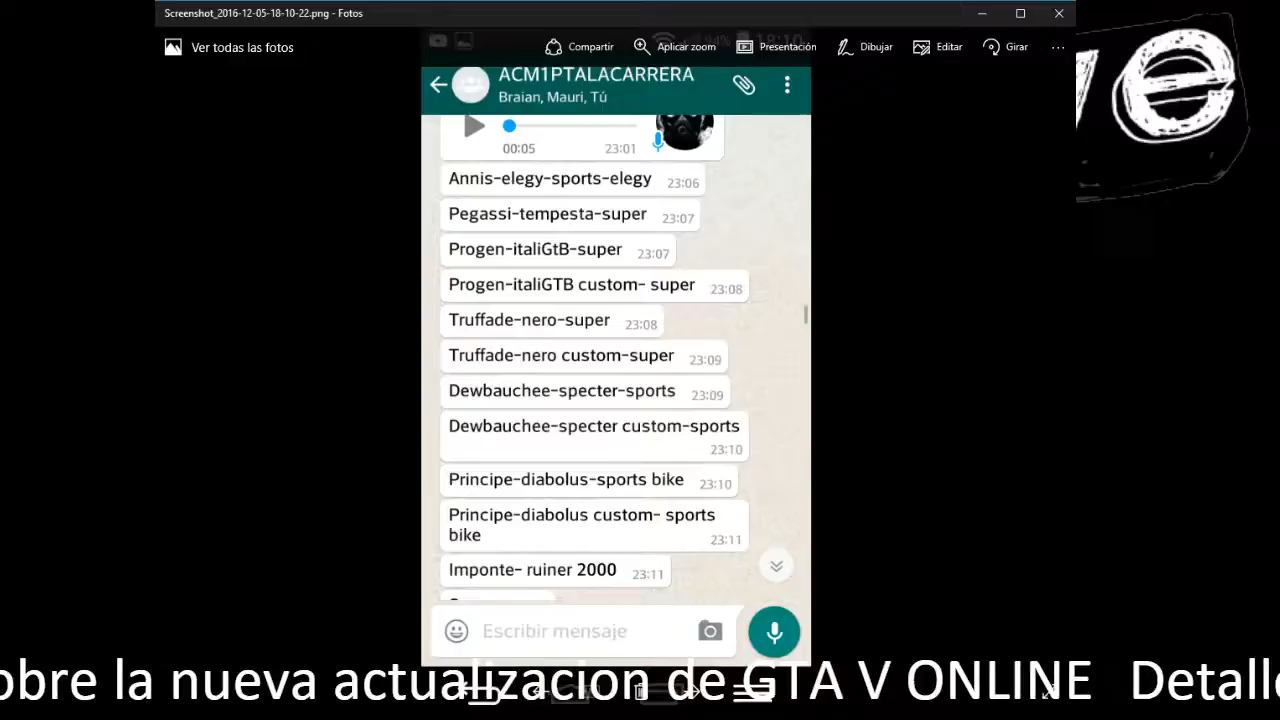 Screenshot_2016-12-05-18-10-22.png - Fotos
Ver todas las fotos
Compartir
Aplicar zoom
Presentación
Dibujar
Editar
Girar
ACM1PTALACARRERA
Braian, Mauri, Tú
00:05 23:01
Annis-elegy-sports-elegy 23:06
Pegassi-tempesta-super 23:07
Progen-italiGtB-super 23:07
Progen-italiGTB custom- super 23:08
Truffade-nero-super 23:08
Truffade-nero custom-super 23:09
Dewbauchee-specter-sports 23:09
Dewbauchee-specter custom-sports
23:10
Principe-diabolus-sports bike 23:10
Principe-diabolus custom- sports
bike 23:11
Imponte- ruiner 2000 23:11
Escribir mensaje
obre la nueva actualizacion de GTA V ONLINE Detalle